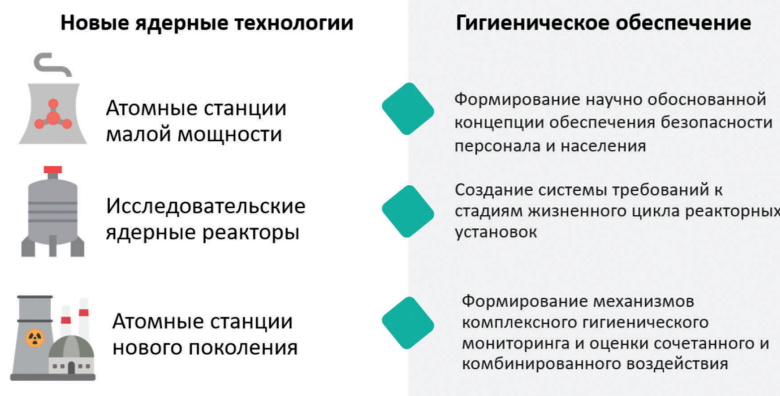 Новые ядерные технологии
Атомные станции
малой мощности
Исследовательские
ядерные реакторы
Атомные станции
нового поколения
Гигиеническое обеспечение
Формирование научно обоснованной
концепции обеспечения безопасности
персонала и населения
Создание системы требований к
стадиям жизненного цикла реакторных
установок
Формирование механизмов
комплексного гигиенического
мониторинга и оценки сочетанного и
комбинированного воздействия